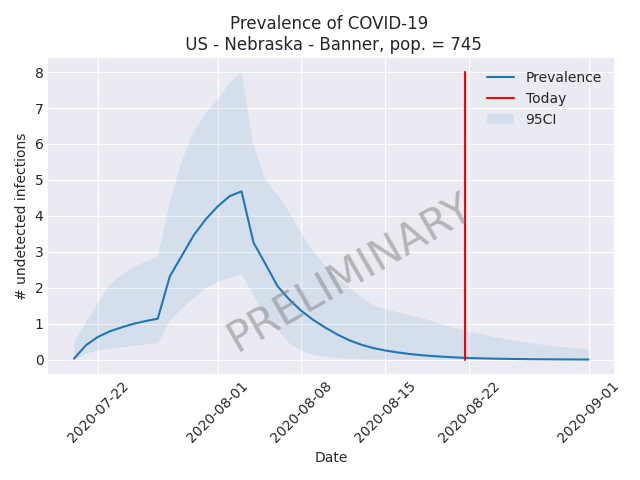 Prevalence of COVID-19
US - Nebraska - Banner, pop. = 745
8
7
6
5
4
3
2
1
0
# undetected infections
Prevalence
Today
95CI
PRELIMINARY
2020-07-22
2020-08-01
2020-08-08
2020-08-15
2020-08-22
2020-09-01
Date